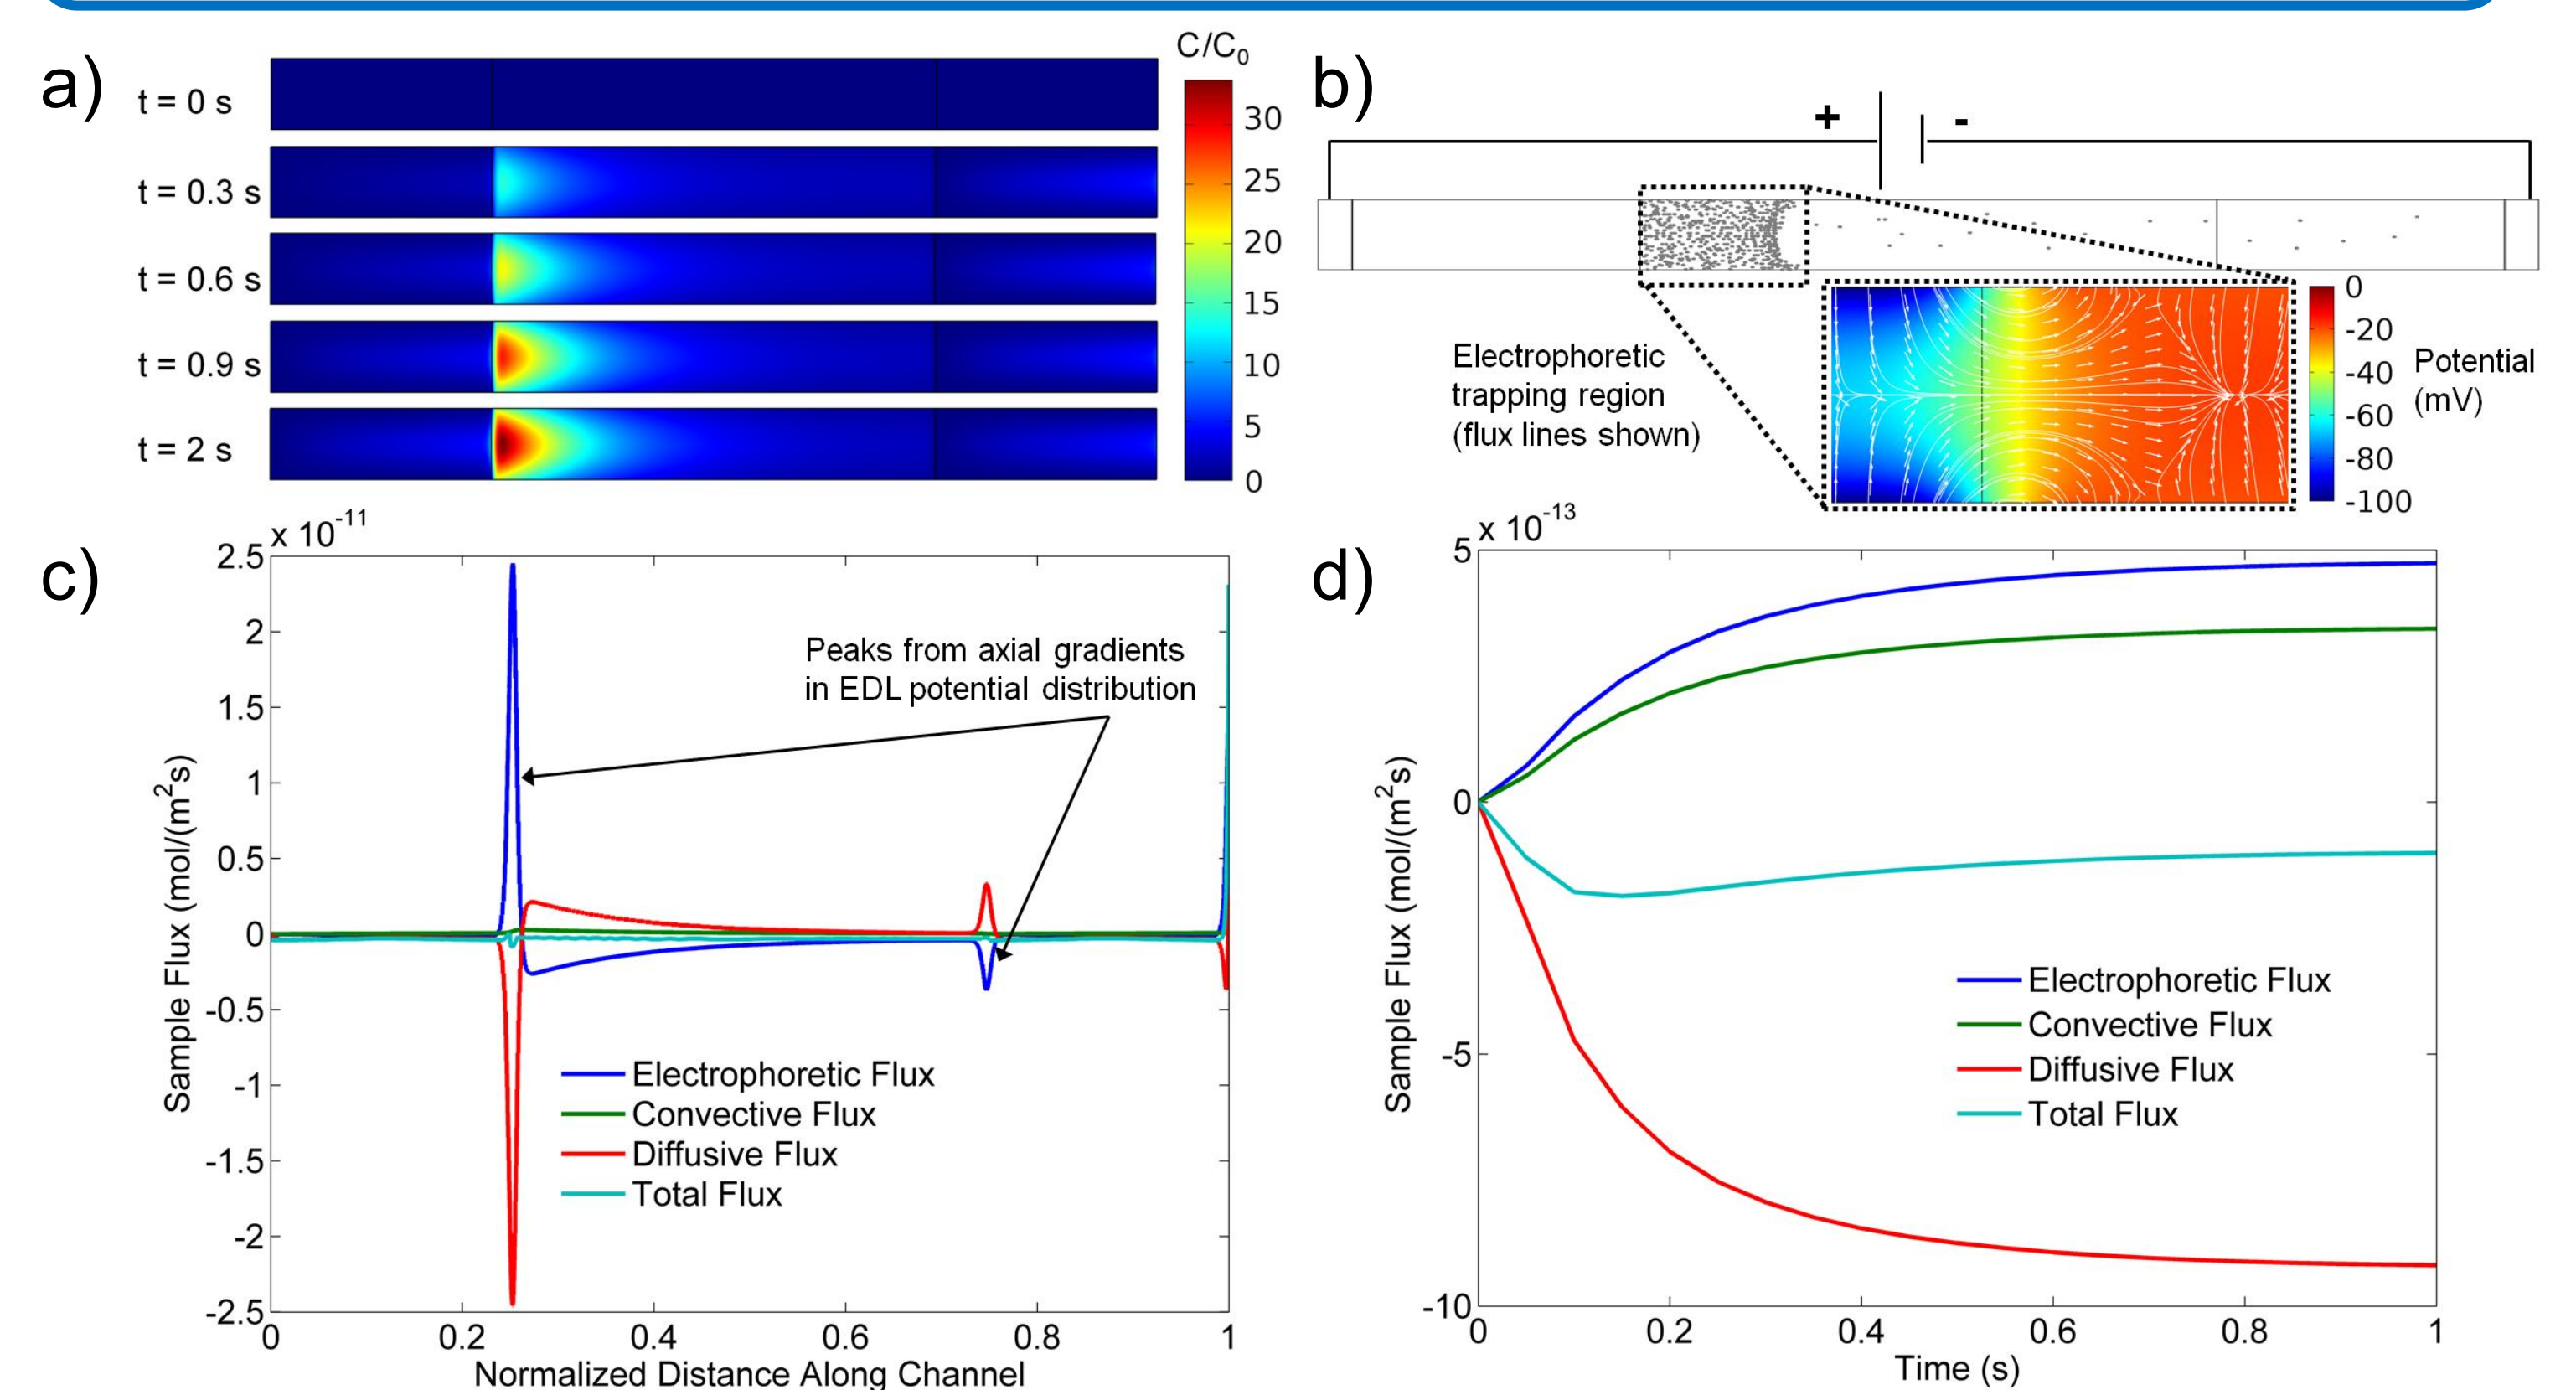 a)
C/C0
t = 0 s
t = 0.3 s
t = 0.6 s
t = 0.9 s
t = 2 s
30
25
20
15
10
5
0
b)
+
-
Electrophoretic
trapping region
(flux lines shown)
0
-20
-40
-60
-80
-100
Potential
(mV)
c)
x 10-11
2.5
2
1.5
1
0.5
0
-0.5
-1
-1.5
-2
-2.5
Sample Flux (mol/(m2s)
Peaks from axial gradients
in EDL potential distribution
Electrophoretic Flux
Convective Flux
Diffusive Flux
Total Flux
0 0.2 0.4 0.6 0.8 1
Normalized Distance Along Channel
d)
x 10-13
5
0
-5
-10
Sample Flux (mol/(m2s)
Electrophoretic Flux
Convective Flux
Diffusive Flux
Total Flux
0 0.2 0.4 0.6 0.8 1
Time (s)